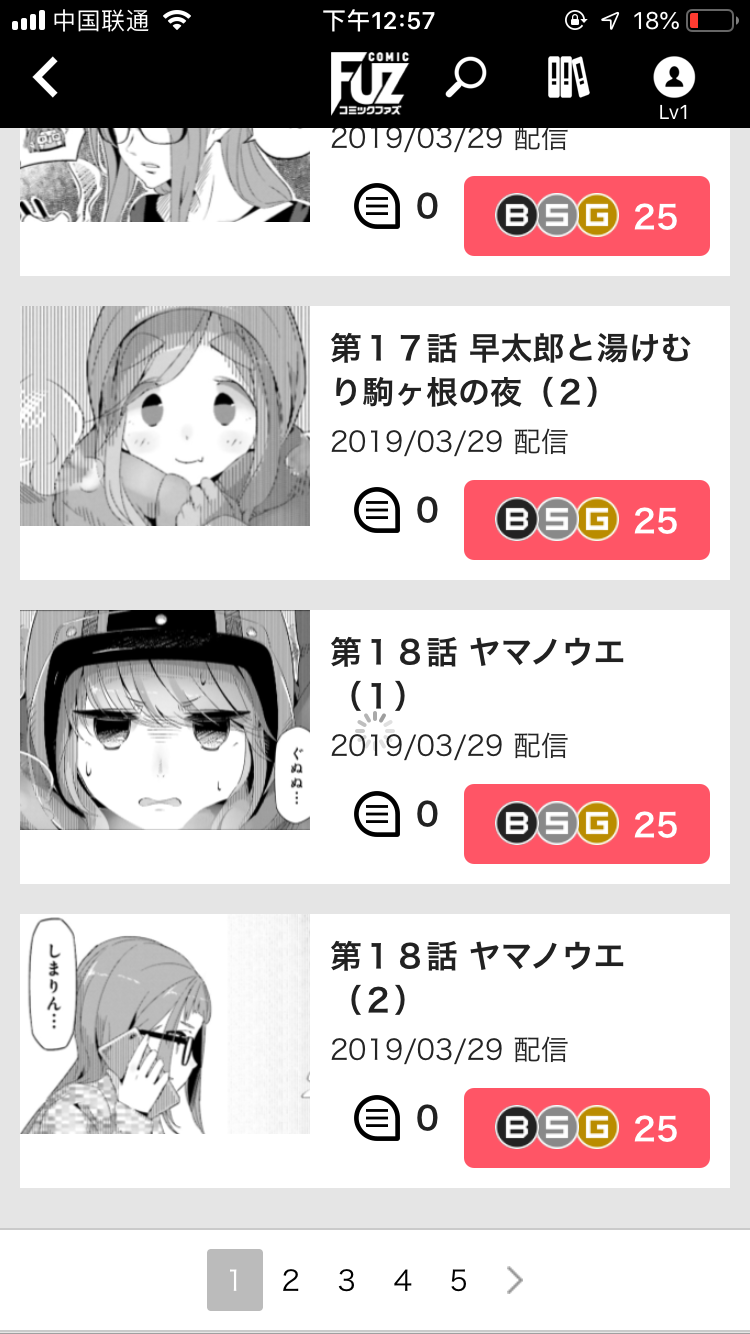 中国联通
下午12:57
18%
COMIC
FUZ
コミックファズ
Lv1
2019/03/29 配信
0
BSG 25
第１７話 早太郎と湯けむ
り駒ヶ根の夜（２）
2019/03/29 配信
0
BSG 25
ぐぬぬ…
第１８話 ヤマノウエ
（１）
2019/03/29 配信
0
BSG 25
しまりん…
第１８話 ヤマノウエ
（２）
2019/03/29 配信
0
BSG 25
1 2 3 4 5